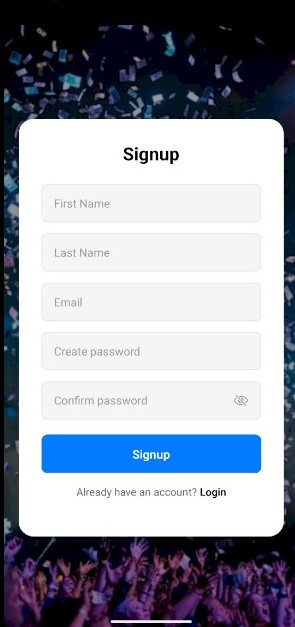 Signup
First Name
Last Name
Email
Create password
Confirm password
Signup
Already have an account? Login